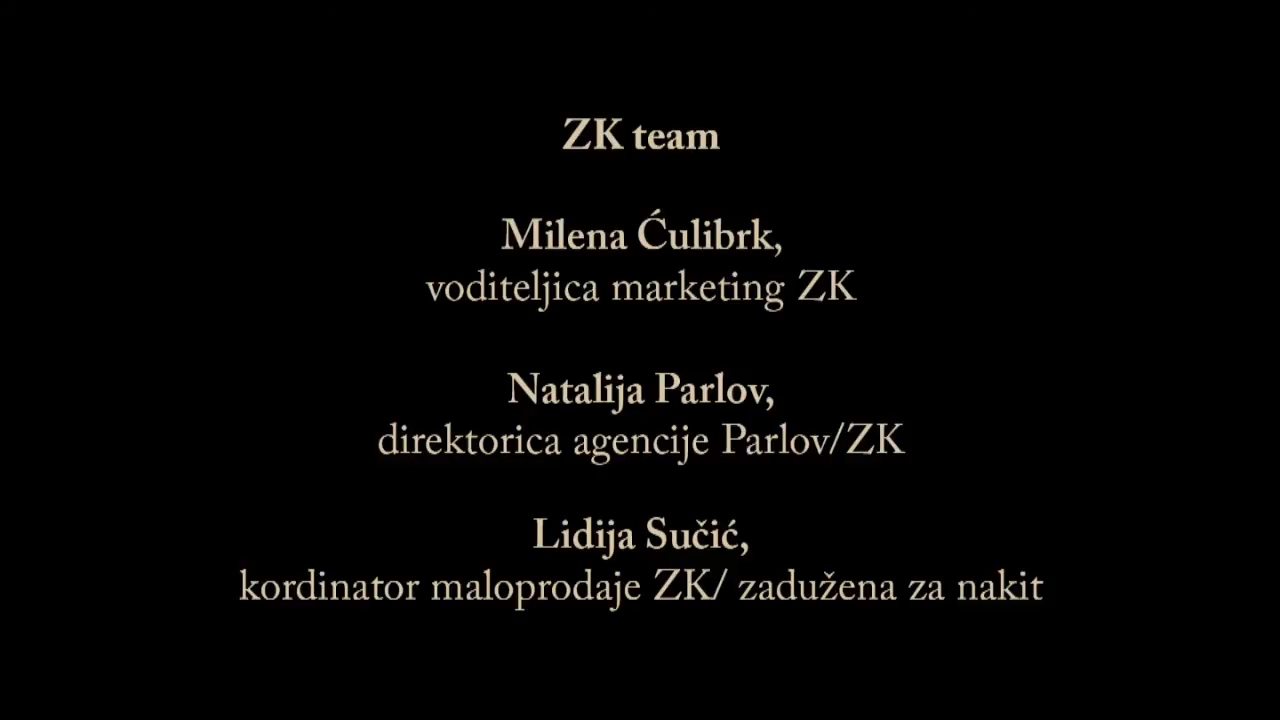 ZK team
Milena Ćulibrk,
voditeljica marketing ZK
Natalija Parlov,
direktorica agencije Parlov/ZK
Lidija Sučić,
kordinator maloprodaje ZK/ zadužena za nakit